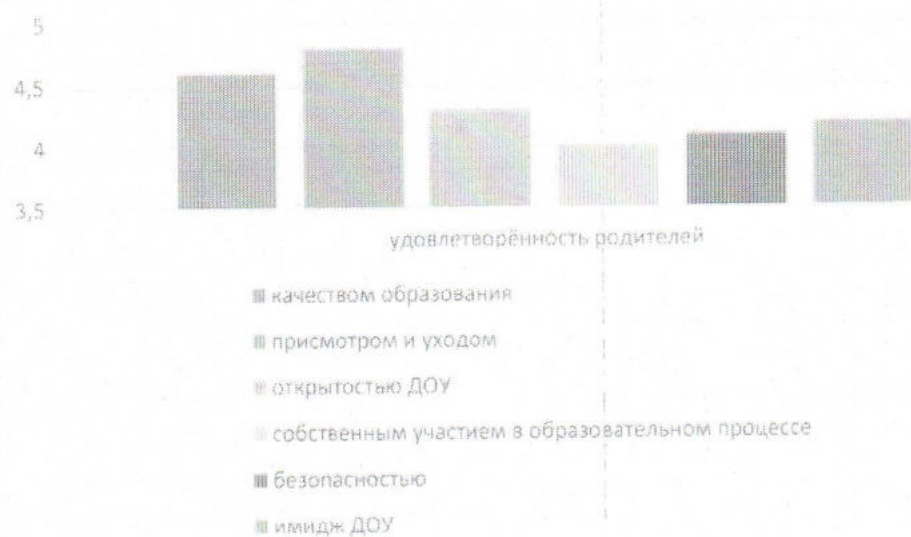 5
4,5
4
3,5
удовлетворённость родителей
качеством образования
присмотром и уходом
открытостью ДОУ
собственным участием в образовательном процессе
безопасностью
имидж ДОУ